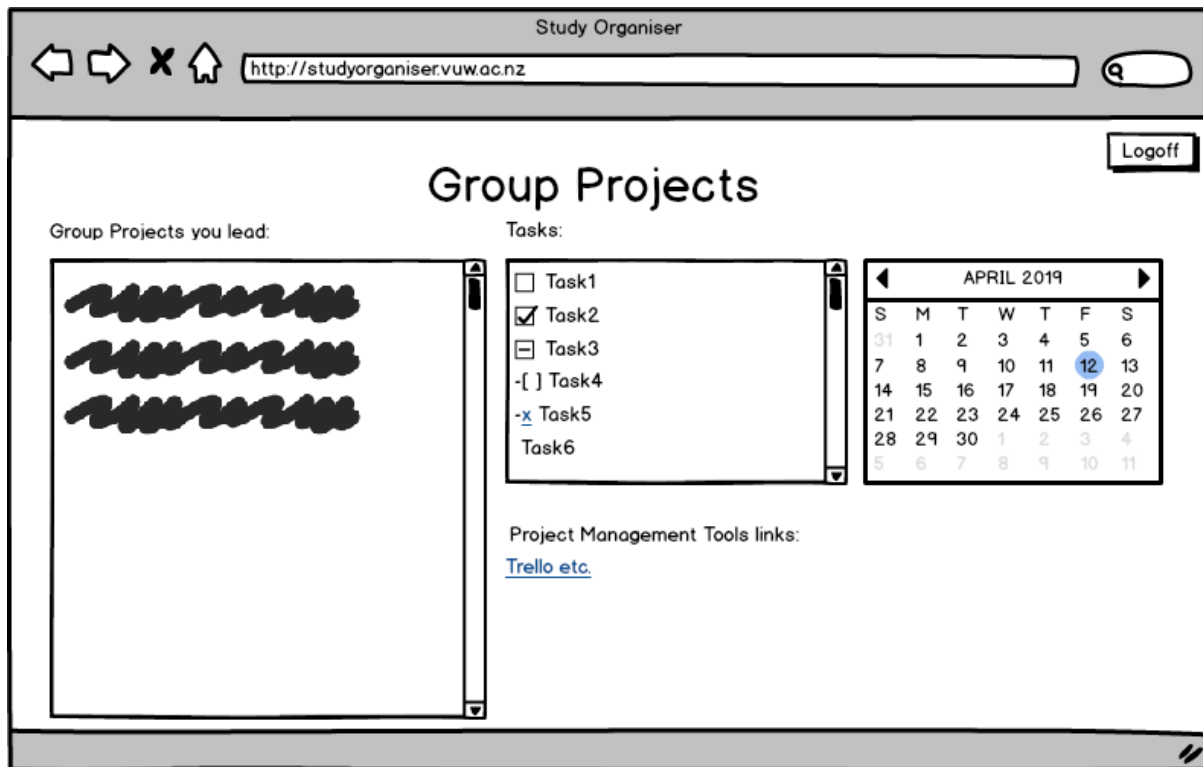 Study Organiser
http://studyorganiser.vuw.ac.nz
Logoff
Group Projects
Group Projects you lead:
Tasks:
Task1
Task2
Task3
-[ ] Task4
-x Task5
Task6
APRIL 2019
S M T W T F S
31 1 2 3 4 5 6
7 8 9 10 11 12 13
14 15 16 17 18 19 20
21 22 23 24 25 26 27
28 29 30 1 2 3 4
5 6 7 8 9 10 11
Project Management Tools links:
Trello etc.